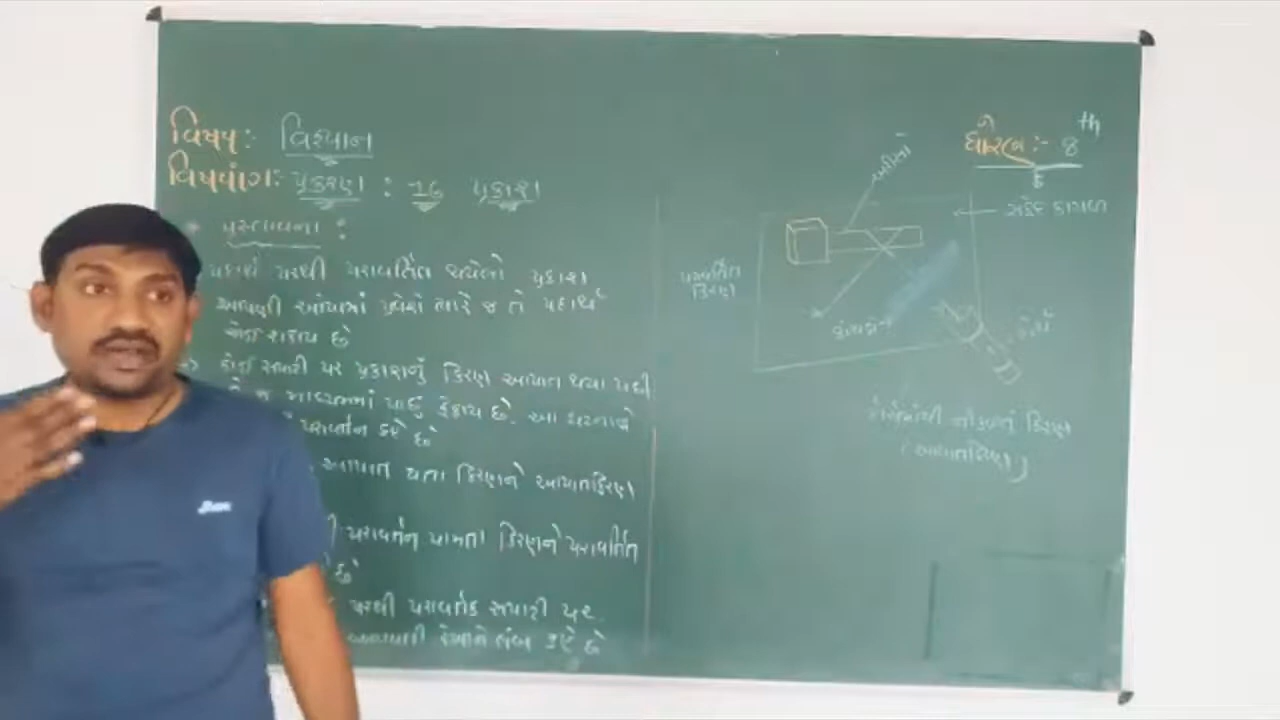 વિષય: વિજ્ઞાન
ધોરણ :- 8th
વિષયાંગ: પ્રકરણ : 16 પ્રકાશ
* પ્રસ્તાવના :
પદાર્થ પરથી પરાવર્તિત થયેલો પ્રકાશ
આપણી આંખમાં પ્રવેશે ત્યારે જ તે પદાર્થ
જોઈ શકાય છે
કોઈ સપાટી પર પ્રકાશનું કિરણ આપાત થયા પછી
જ માધ્યમમાં પાછું ફેંકાય છે. આ ઘટનાને
પરાવર્તન કહે છે
આપાત થતા કિરણને આપાતકિરણ
પરાવર્તન પામતા કિરણને પરાવર્તિત
છે
પરથી પરાવર્તક સપાટી પર
લંબ કહે છે
અરીસો
સફેદ કાગળ
પરાવર્તિત
કિરણ
ટોર્ચ
ટોર્ચમાંથી નીકળતું કિરણ
(આપાતકિરણ)